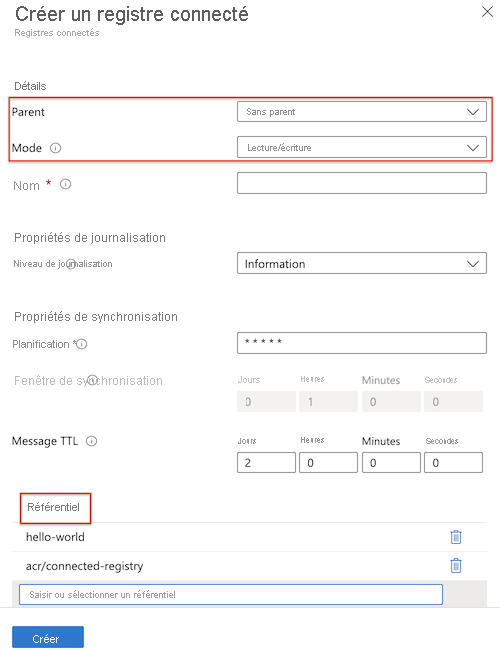 Créer un registre connecté
Registres connectés
Détails
Parent
Sans parent
Mode
Lecture/écriture
Nom *
Propriétés de journalisation
Niveau de journalisation
Information
Propriétés de synchronisation
Planification *
* * * * *
Fenêtre de synchronisation
Jours Heures Minutes Secondes
0 1 0 0
Message TTL
Jours Heures Minutes Secondes
2 0 0 0
Référentiel
hello-world
acr/connected-registry
Saisir ou sélectionner un référentiel
Créer